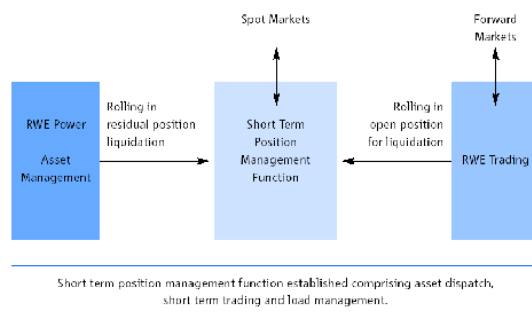 Spot Markets
Forward
Markets
RWE Power
Asset
Management
Rolling in
residual position
liquidation
Short Term
Position
Management
Function
Rolling in
open position
for liquidation
RWE Trading
Short term position management function established comprising asset dispatch,
short term trading and load management.